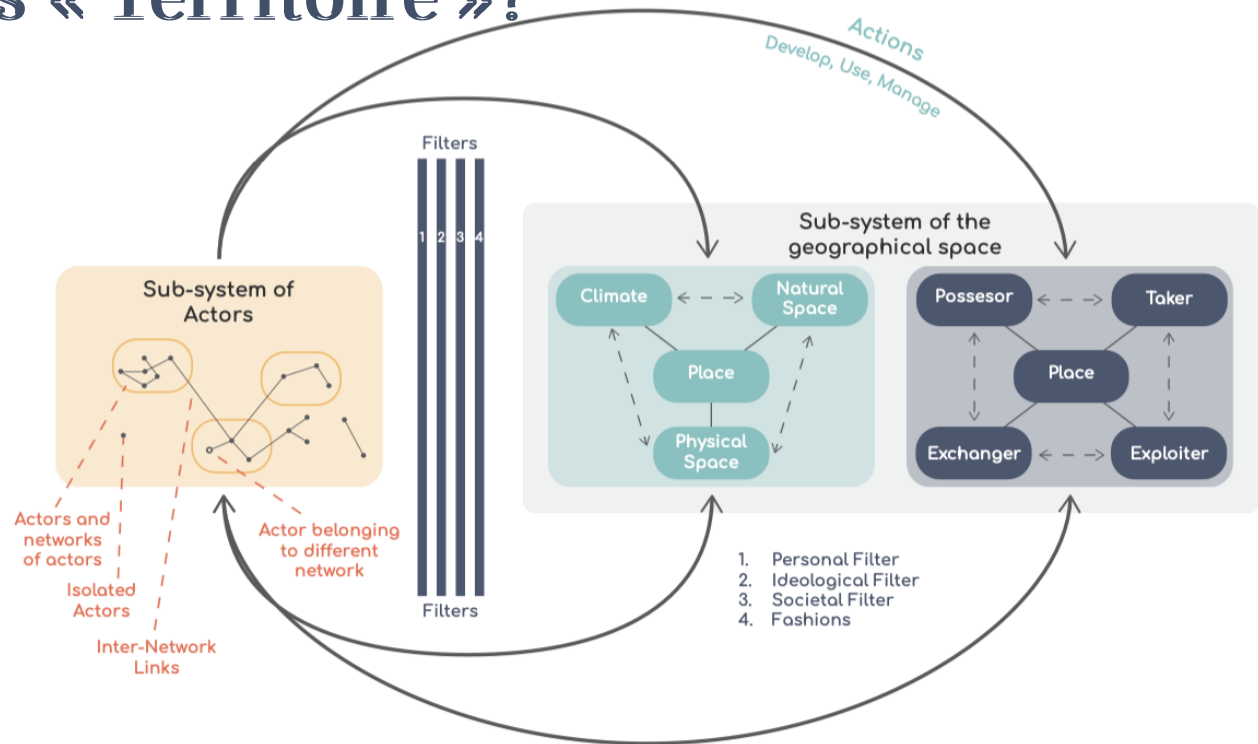 s « Territoire »?
Actions
Develop, Use, Manage
Filters
1 2 3 4
Sub-system of the
geographical space
Sub-system of
Actors
Climate
Natural
Space
Place
Physical
Space
Possesor
Taker
Place
Exchanger
Exploiter
Actors and
networks
of actors
Isolated
Actors
Inter-Network
Links
Actor belonging
to different
network
Filters
1. Personal Filter
2. Ideological Filter
3. Societal Filter
4. Fashions